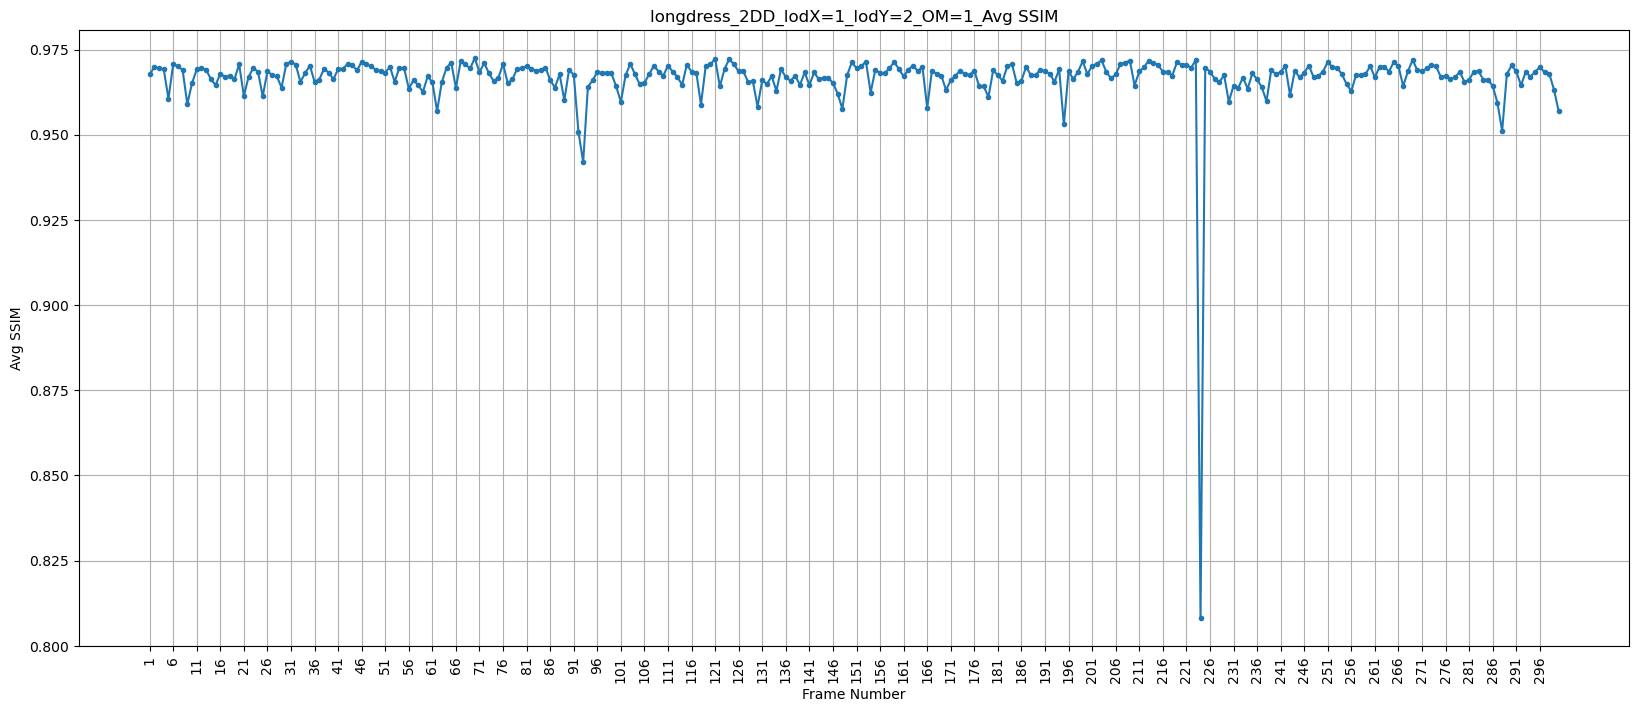 longdress_2DD_lodX=1_lodY=2_OM=1_Avg SSIM
Avg SSIM
0.975
0.950
0.925
0.900
0.875
0.850
0.825
0.800
1 6 11 16 21 26 31 36 41 46 51 56 61 66 71 76 81 86 91 96 101 106 111 116 121 126 131 136 141 146 151 156 161 166 171 176 181 186 191 196 201 206 211 216 221 226 231 236 241 246 251 256 261 266 271 276 281 286 291 296
Frame Number